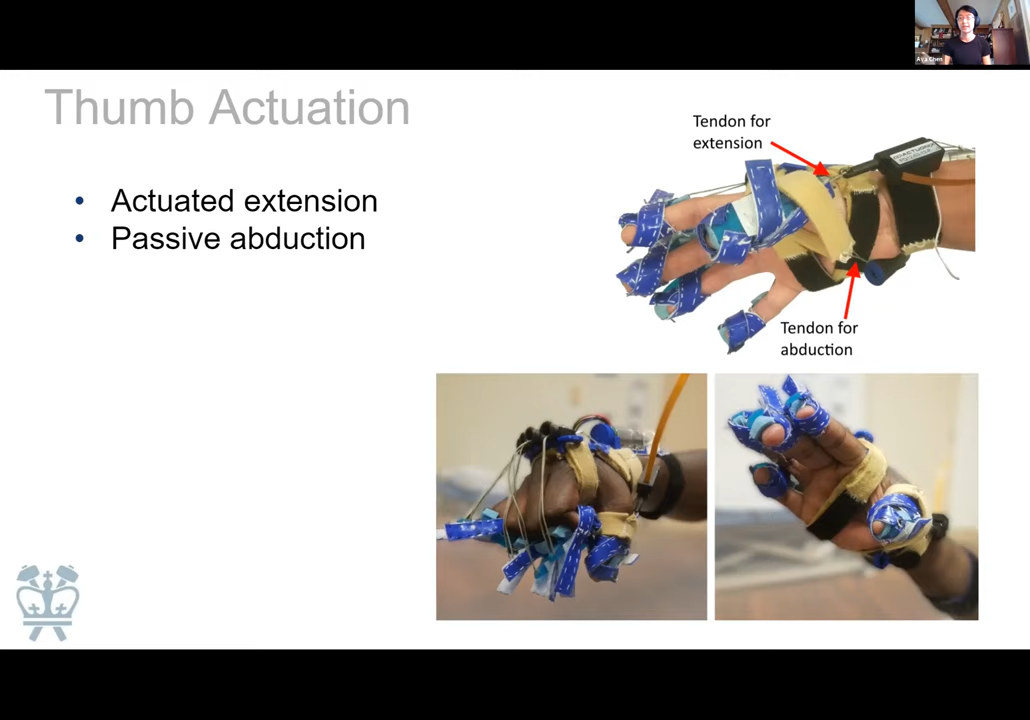 Thumb Actuation
Tendon for
extension
• Actuated extension
• Passive abduction
Tendon for
abduction